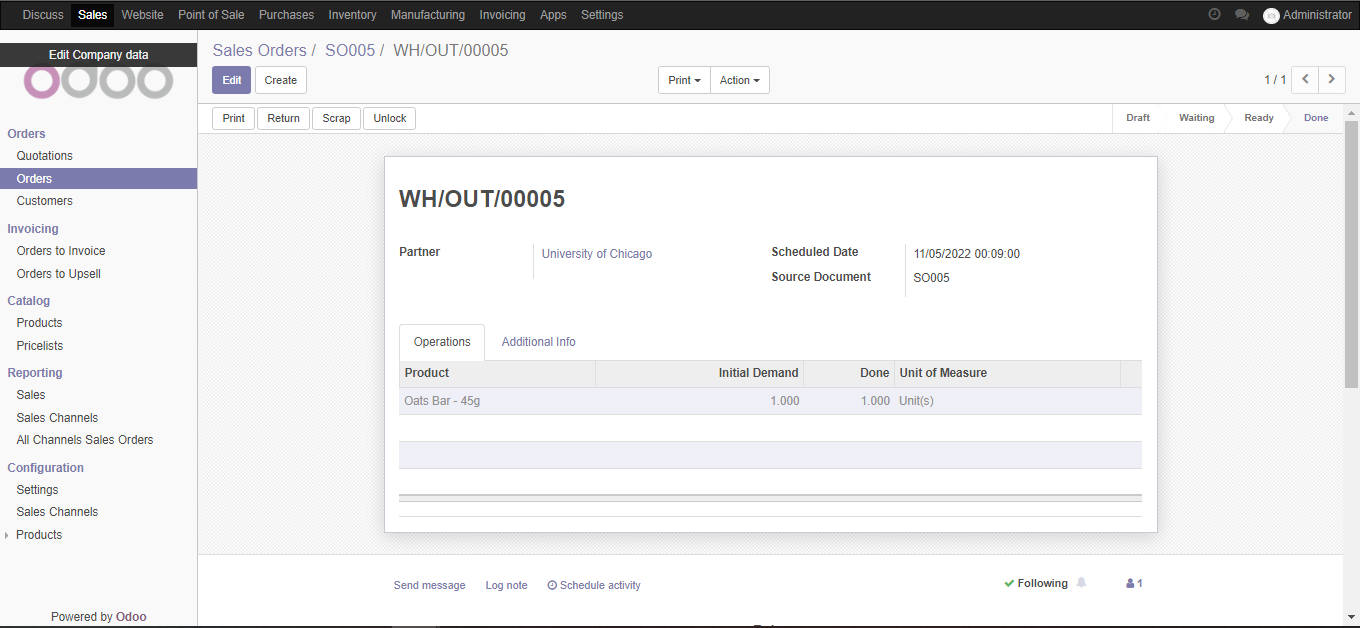 Discuss Sales Website Point of Sale Purchases Inventory Manufacturing Invoicing Apps Settings Administrator
Edit Company data
odoo
Orders
Quotations
Orders
Customers
Invoicing
Orders to Invoice
Orders to Upsell
Catalog
Products
Pricelists
Reporting
Sales
Sales Channels
All Channels Sales Orders
Configuration
Settings
Sales Channels
Products
Powered by Odoo
Sales Orders / SO005 / WH/OUT/00005
Edit Create Print Action 1 / 1
Print Return Scrap Unlock Draft Waiting Ready Done
WH/OUT/00005
Partner University of Chicago Scheduled Date 11/05/2022 00:09:00
Source Document SO005
Operations Additional Info
Product Initial Demand Done Unit of Measure
Oats Bar - 45g 1.000 1.000 Unit(s)
Send message Log note Schedule activity Following 1